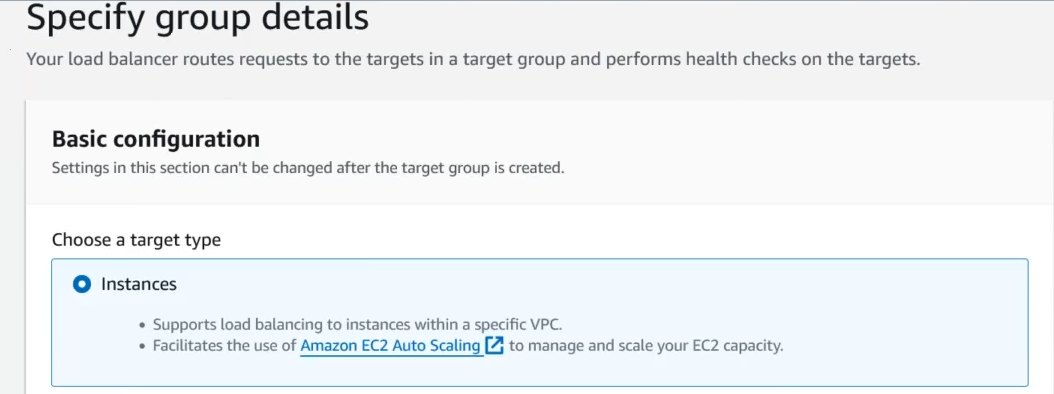 Specify group details
Your load balancer routes requests to the targets in a target group and performs health checks on the targets.
Basic configuration
Settings in this section can't be changed after the target group is created.
Choose a target type
Instances
• Supports load balancing to instances within a specific VPC.
• Facilitates the use of Amazon EC2 Auto Scaling to manage and scale your EC2 capacity.